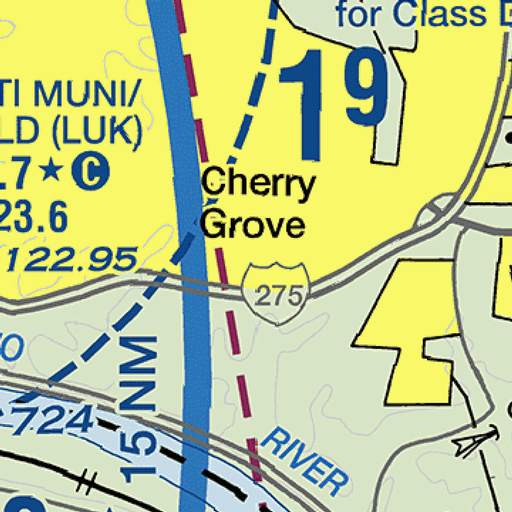 for Class D
TI MUNI/
LD (LUK)
.7★C
23.6
122.95
19
Cherry
Grove
275
724
15 NM
RIVER